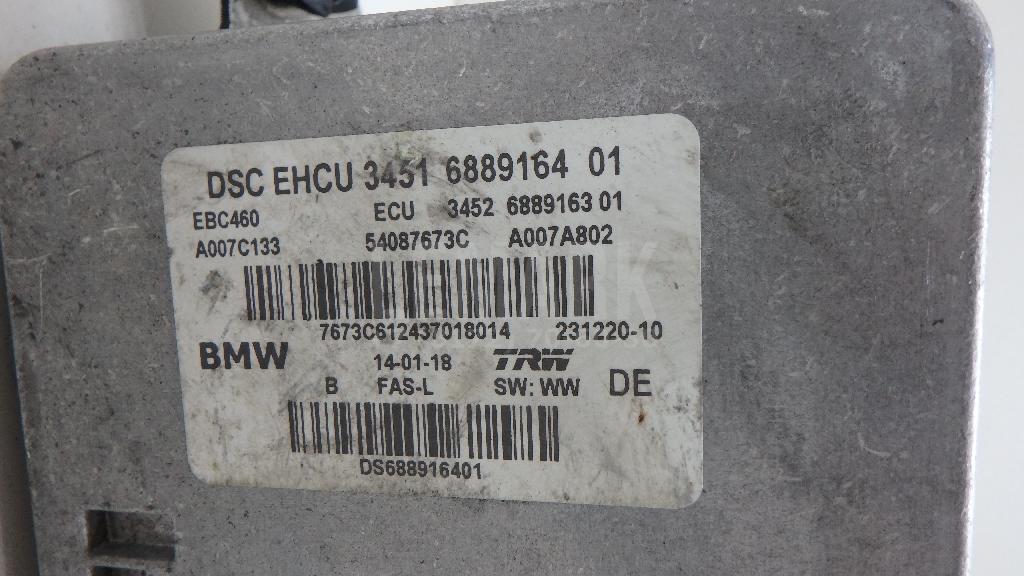 DSC EHCU 3451 6889164 01
EBC460 ECU 3452 6889163 01
A007C133 54087673C A007A802
7673C612437018014 231220-10
BMW 14-01-18 TRW
B FAS-L SW: WW DE
DS688916401